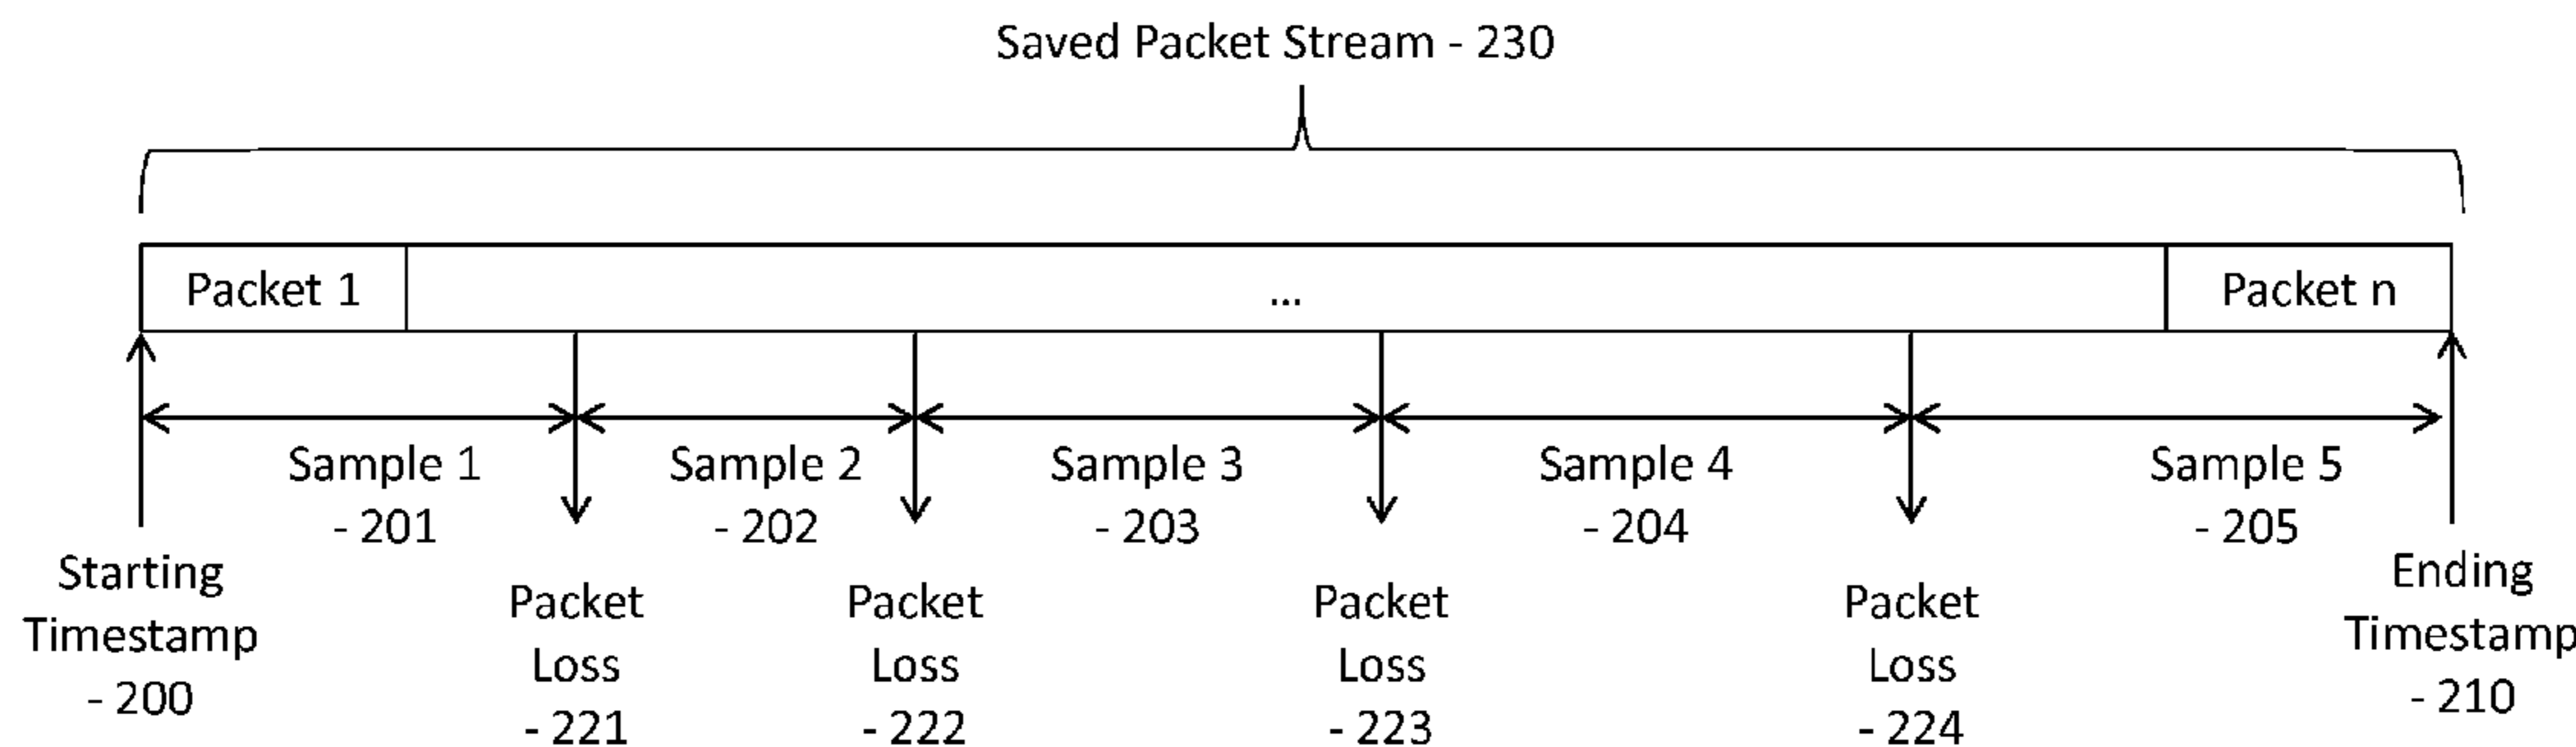 Saved Packet Stream - 230
Packet 1
...
Packet n
Sample 1
- 201
Sample 2
- 202
Sample 3
- 203
Sample 4
- 204
Sample 5
- 205
Starting
Timestamp
- 200
Packet
Loss
- 221
Packet
Loss
- 222
Packet
Loss
- 223
Packet
Loss
- 224
Ending
Timestamp
- 210